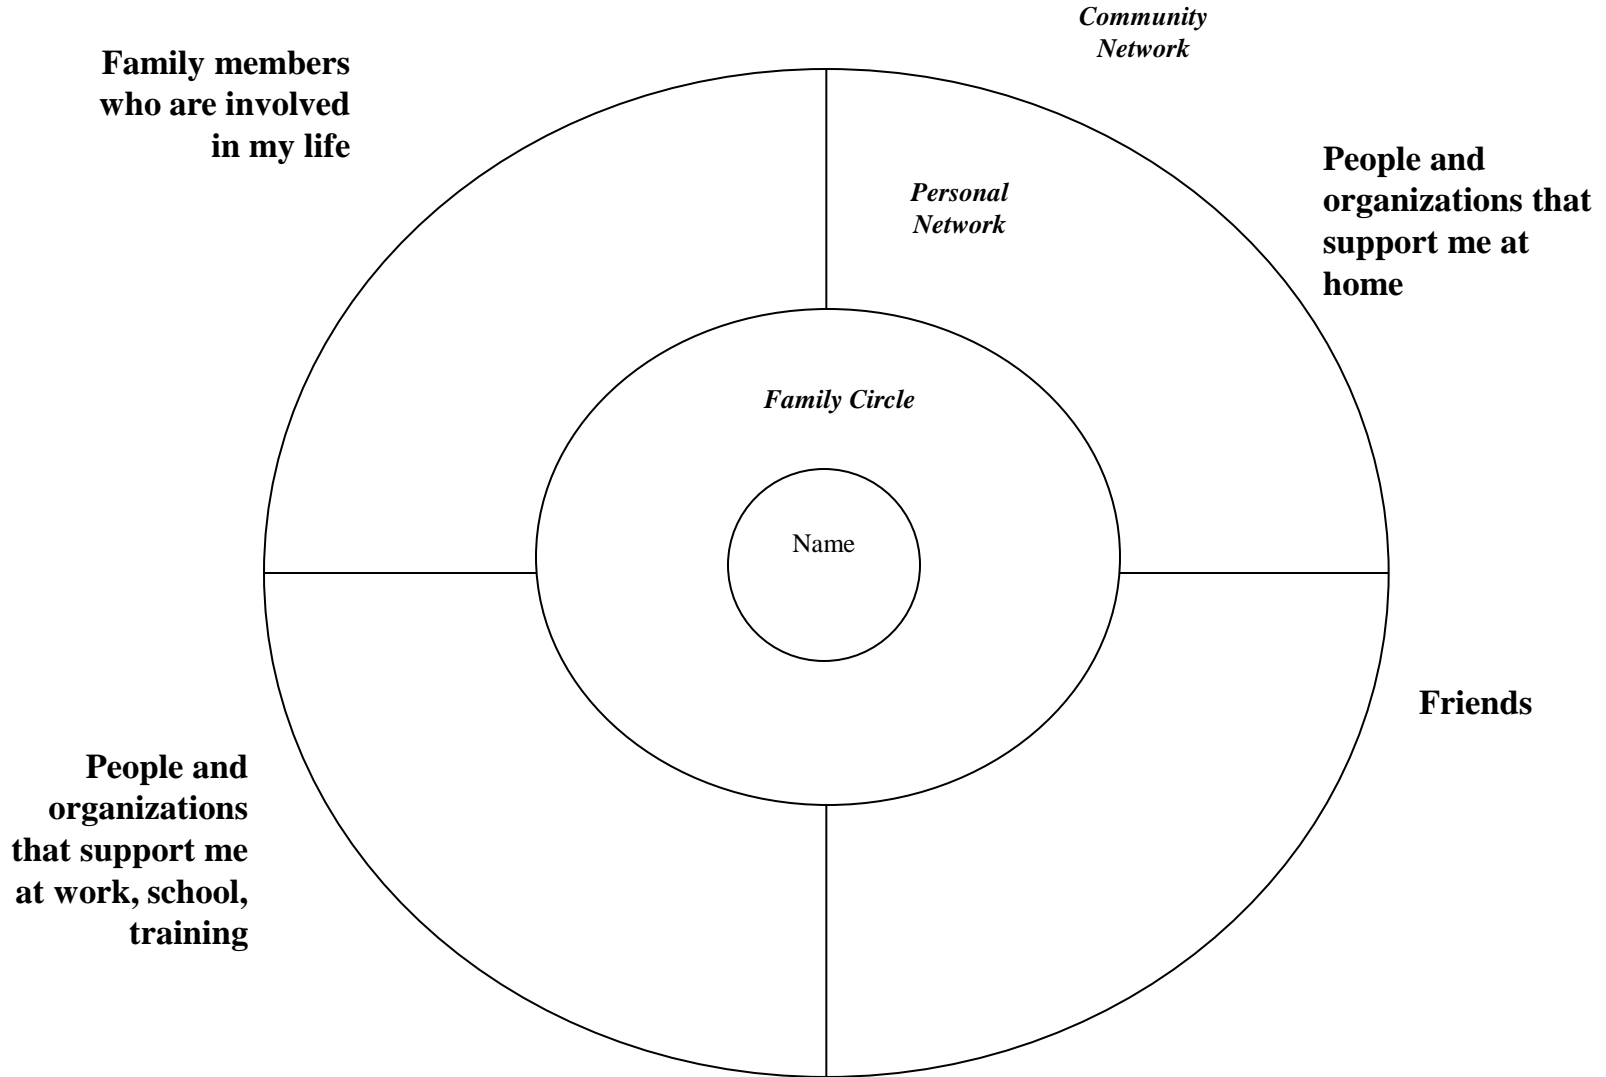 Community
Network
Family members
who are involved
in my life
People and
organizations that
support me at
home
Personal
Network
Family Circle
Name
Friends
People and
organizations
that support me
at work, school,
training